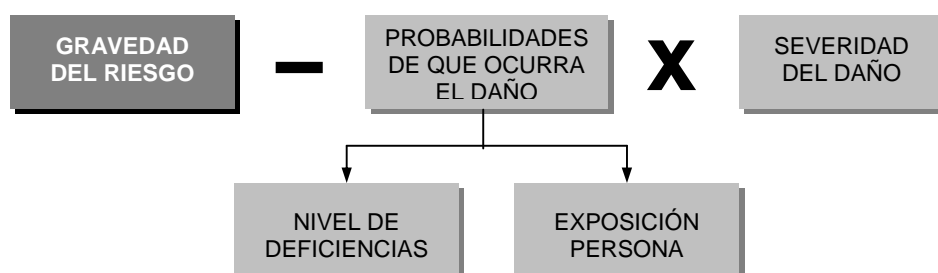 GRAVEDAD
DEL RIESGO
–
PROBABILIDADES
DE QUE OCURRA
EL DAÑO
X
SEVERIDAD
DEL DAÑO
NIVEL DE
DEFICIENCIAS
EXPOSICIÓN
PERSONA